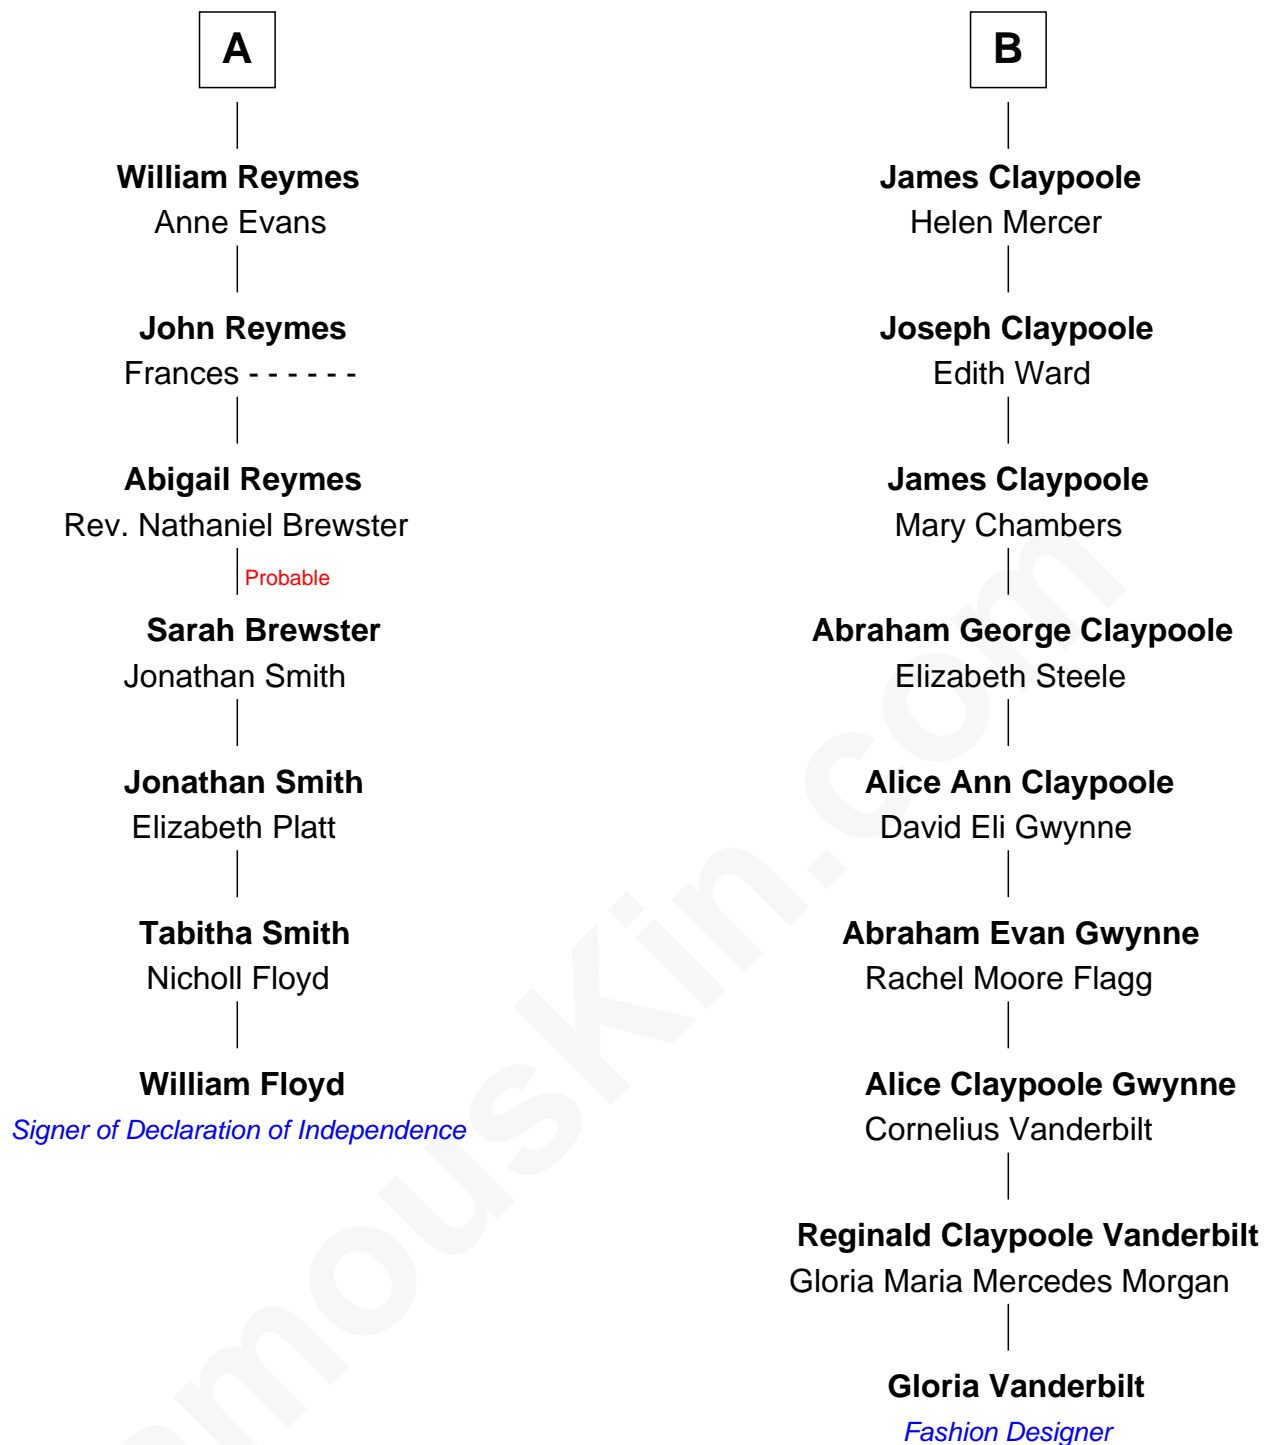 A
William Reymes
Anne Evans
John Reymes
Frances - - - - - -
Abigail Reymes
Rev. Nathaniel Brewster
Probable
Sarah Brewster
Jonathan Smith
Jonathan Smith
Elizabeth Platt
Tabitha Smith
Nicholl Floyd
William Floyd
Signer of Declaration of Independence
B
James Claypoole
Helen Mercer
Joseph Claypoole
Edith Ward
James Claypoole
Mary Chambers
Abraham George Claypoole
Elizabeth Steele
Alice Ann Claypoole
David Eli Gwynne
Abraham Evan Gwynne
Rachel Moore Flagg
Alice Claypoole Gwynne
Cornelius Vanderbilt
Reginald Claypoole Vanderbilt
Gloria Maria Mercedes Morgan
Gloria Vanderbilt
Fashion Designer
amousKin.com